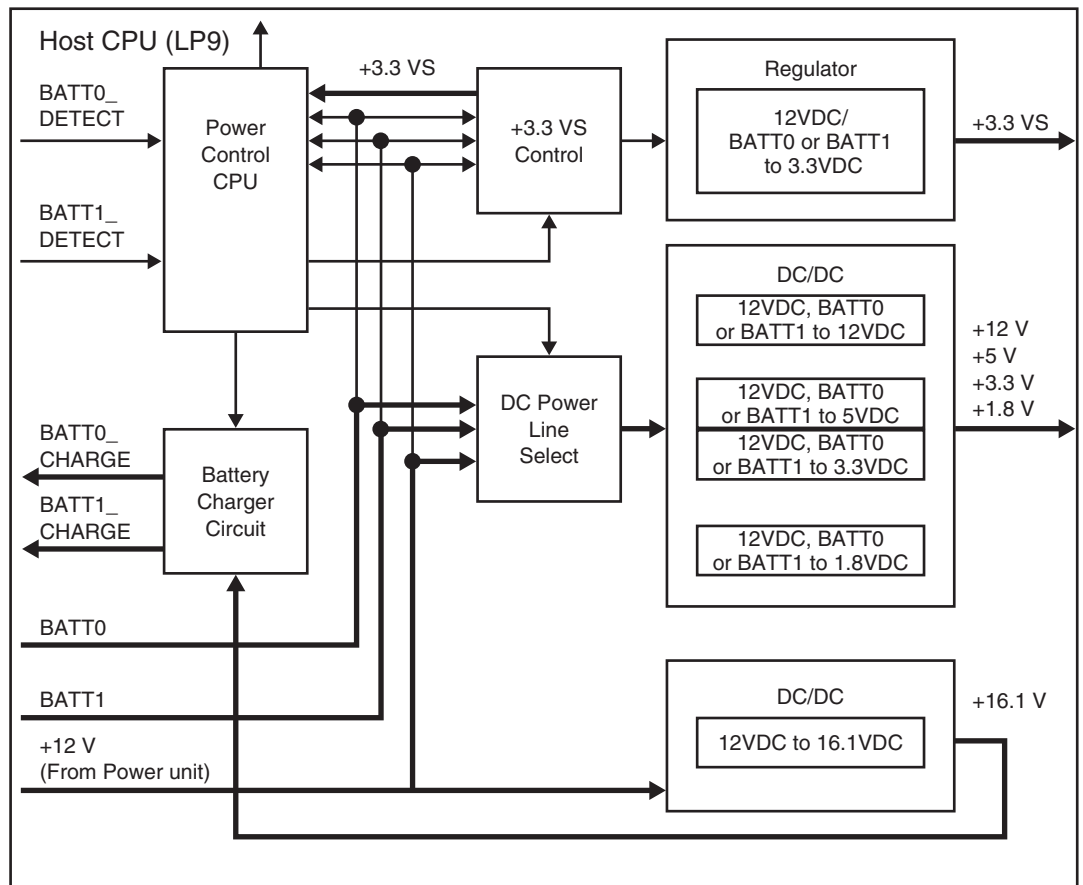 Host CPU (LP9)
BATT0_
DETECT
BATT1_
DETECT
Power
Control
CPU
+3.3 VS
+3.3 VS
Control
Regulator
12VDC/
BATT0 or BATT1
to 3.3VDC
+3.3 VS
DC/DC
12VDC, BATT0
or BATT1 to 12VDC
12VDC, BATT0
or BATT1 to 5VDC
12VDC, BATT0
or BATT1 to 3.3VDC
12VDC, BATT0
or BATT1 to 1.8VDC
+12 V
+5 V
+3.3 V
+1.8 V
DC Power
Line
Select
BATT0_
CHARGE
BATT1_
CHARGE
Battery
Charger
Circuit
BATT0
BATT1
+12 V
(From Power unit)
DC/DC
12VDC to 16.1VDC
+16.1 V